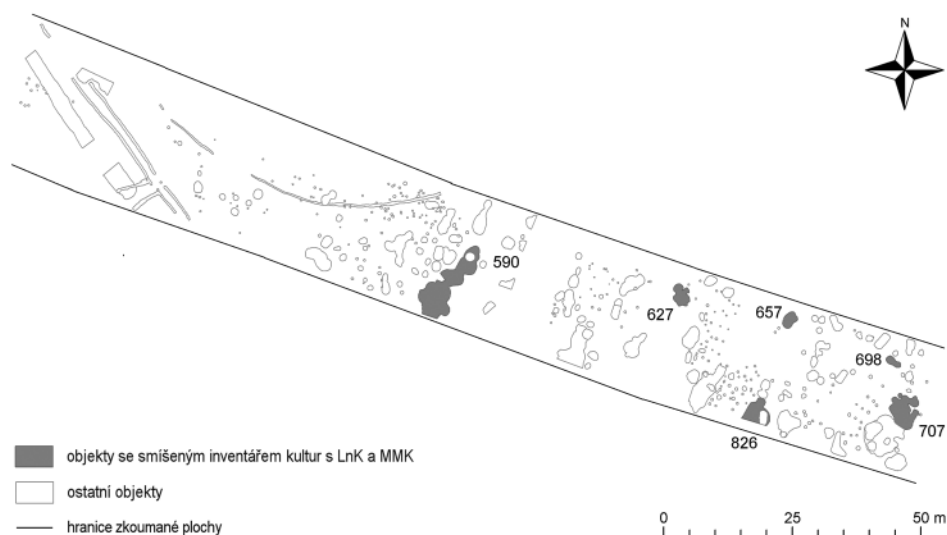 N
590
627
657
698
707
826
objekty se smíšeným inventářem kultur s LnK a MMK
ostatní objekty
hranice zkoumané plochy
0 25 50 m